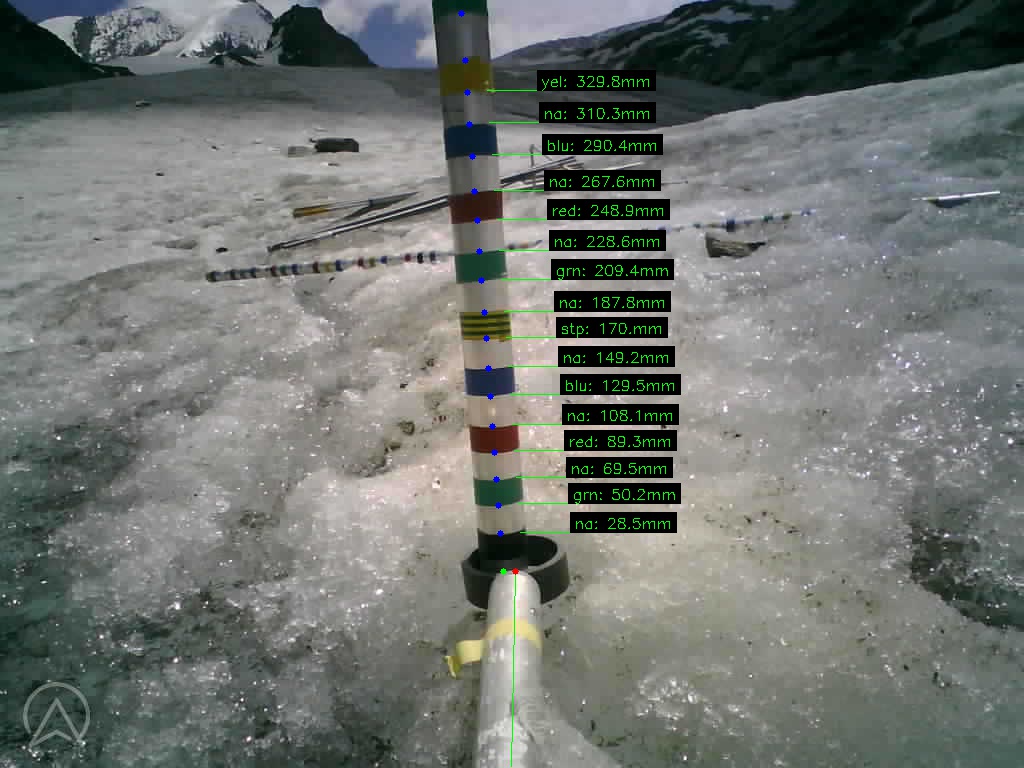 yel: 329.8mm
na: 310.3mm
blu: 290.4mm
na: 267.6mm
red: 248.9mm
na: 228.6mm
grn: 209.4mm
na: 187.8mm
stp: 170.mm
na: 149.2mm
blu: 129.5mm
na: 108.1mm
red: 89.3mm
na: 69.5mm
grn: 50.2mm
na: 28.5mm